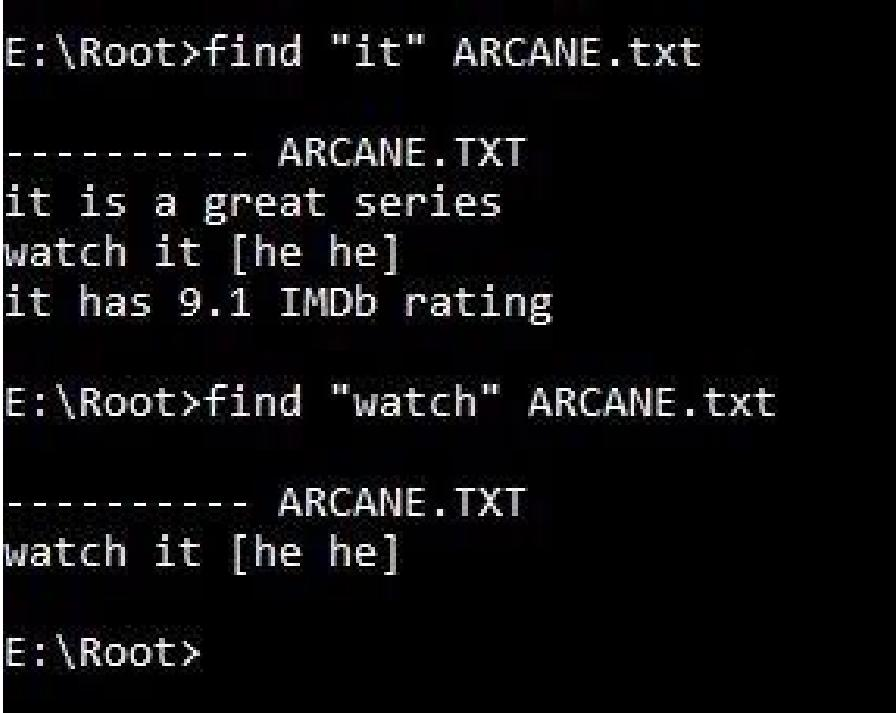 E:\Root>find "it" ARCANE.txt
---------- ARCANE.TXT
it is a great series
watch it [he he]
it has 9.1 IMDb rating
E:\Root>find "watch" ARCANE.txt
---------- ARCANE.TXT
watch it [he he]
E:\Root>